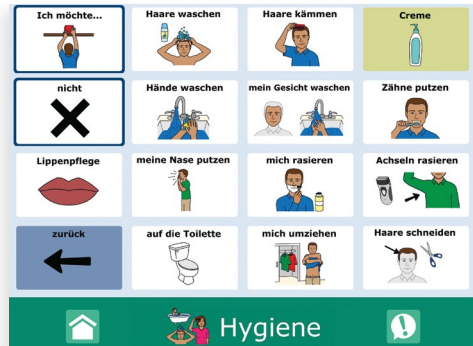 Ich möchte...
Haare waschen
Haare kämmen
Creme
nicht
Hände waschen
mein Gesicht waschen
Zähne putzen
Lippenpflege
meine Nase putzen
mich rasieren
Achseln rasieren
zurück
auf die Toilette
mich umziehen
Haare schneiden
Hygiene